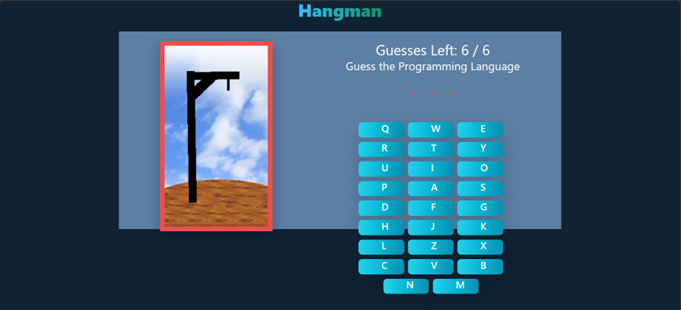 Hangman
Guesses Left: 6 / 6
Guess the Programming Language
_ _ _
Q W E
R T Y
U I O
P A S
D F G
H J K
L Z X
C V B
N M